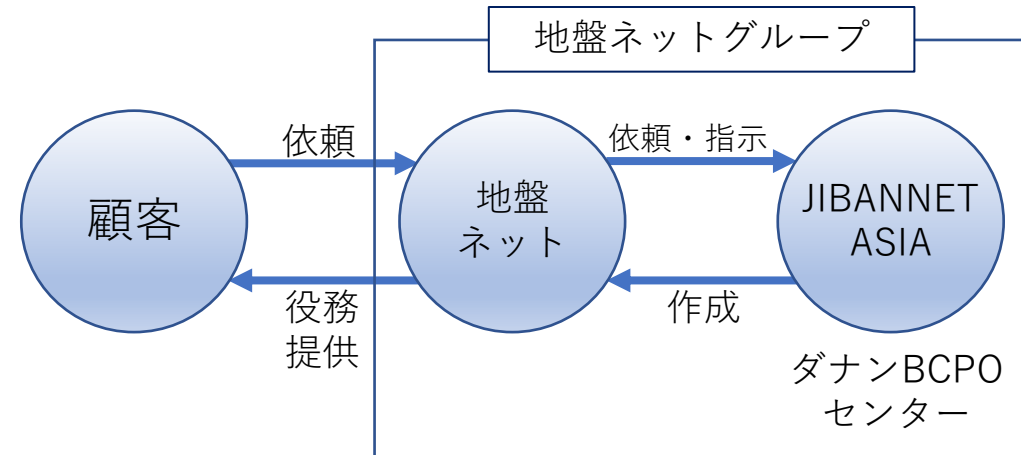 地盤ネットグループ
依頼
依頼・指示
顧客
地盤
ネット
JIBANNET
ASIA
役務
提供
作成
ダナンBCPO
センター